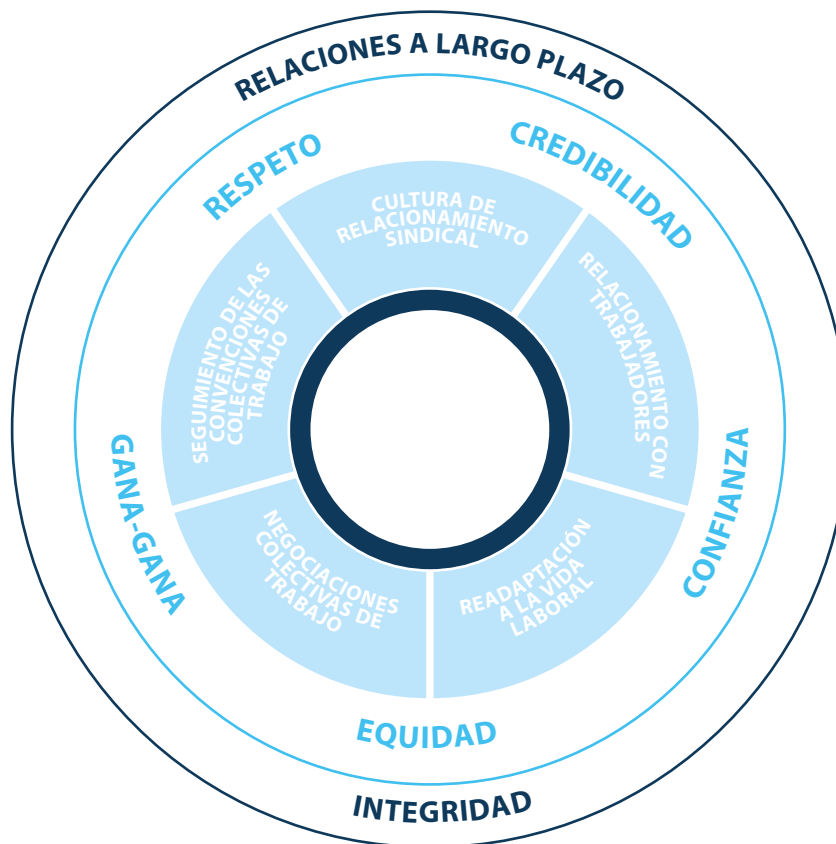 RELACIONES A LARGO PLAZO
RESPETO
CREDIBILIDAD
CULTURA DE
RELACIONAMIENTO
SINDICAL
SEGUIMIENTO DE LAS
CONVENCIONES
COLECTIVAS DE
TRABAJO
RELACIONAMIENTO CON
TRABAJADORES
GANA-GANA
CONFIANZA
NEGOCIACIONES
COLECTIVAS DE
TRABAJO
READAPTACIÓN
A LA VIDA
LABORAL
EQUIDAD
INTEGRIDAD